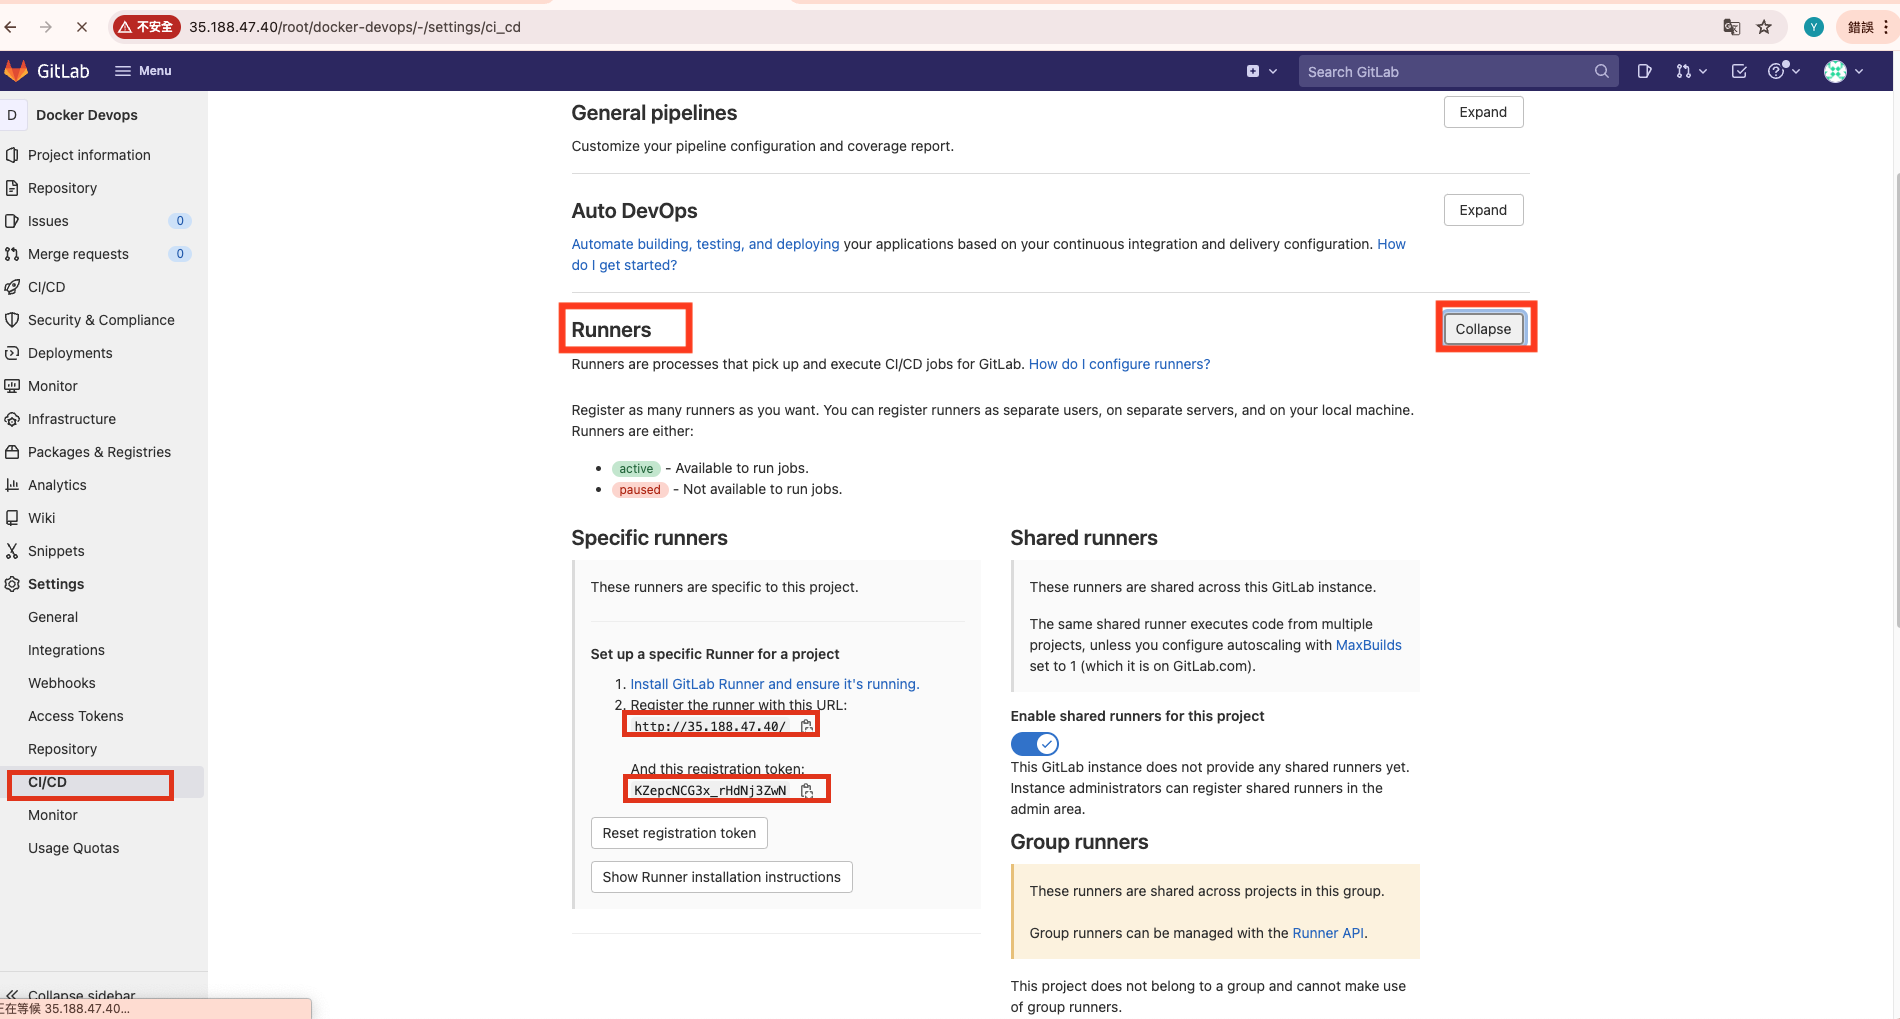 不安全 35.188.47.40/root/docker-devops/-/settings/ci_cd Y 錯誤
GitLab Menu Search GitLab
D Docker Devops
Project information
Repository
Issues 0
Merge requests 0
CI/CD
Security & Compliance
Deployments
Monitor
Infrastructure
Packages & Registries
Analytics
Wiki
Snippets
Settings
General
Integrations
Webhooks
Access Tokens
Repository
CI/CD
Monitor
Usage Quotas
Collapse sidebar
正在等候 35.188.47.40...
General pipelines Expand
Customize your pipeline configuration and coverage report.
Auto DevOps Expand
Automate building, testing, and deploying your applications based on your continuous integration and delivery configuration. How
do I get started?
Runners Collapse
Runners are processes that pick up and execute CI/CD jobs for GitLab. How do I configure runners?
Register as many runners as you want. You can register runners as separate users, on separate servers, and on your local machine.
Runners are either:
active - Available to run jobs.
paused - Not available to run jobs.
Specific runners
These runners are specific to this project.
Set up a specific Runner for a project
1. Install GitLab Runner and ensure it's running.
2. Register the runner with this URL:
http://35.188.47.40/
And this registration token:
KZepcNCG3x_rHdNj3ZwN
Reset registration token
Show Runner installation instructions
Shared runners
These runners are shared across this GitLab instance.
The same shared runner executes code from multiple
projects, unless you configure autoscaling with MaxBuilds
set to 1 (which it is on GitLab.com).
Enable shared runners for this project
This GitLab instance does not provide any shared runners yet.
Instance administrators can register shared runners in the
admin area.
Group runners
These runners are shared across projects in this group.
Group runners can be managed with the Runner API.
This project does not belong to a group and cannot make use
of group runners.